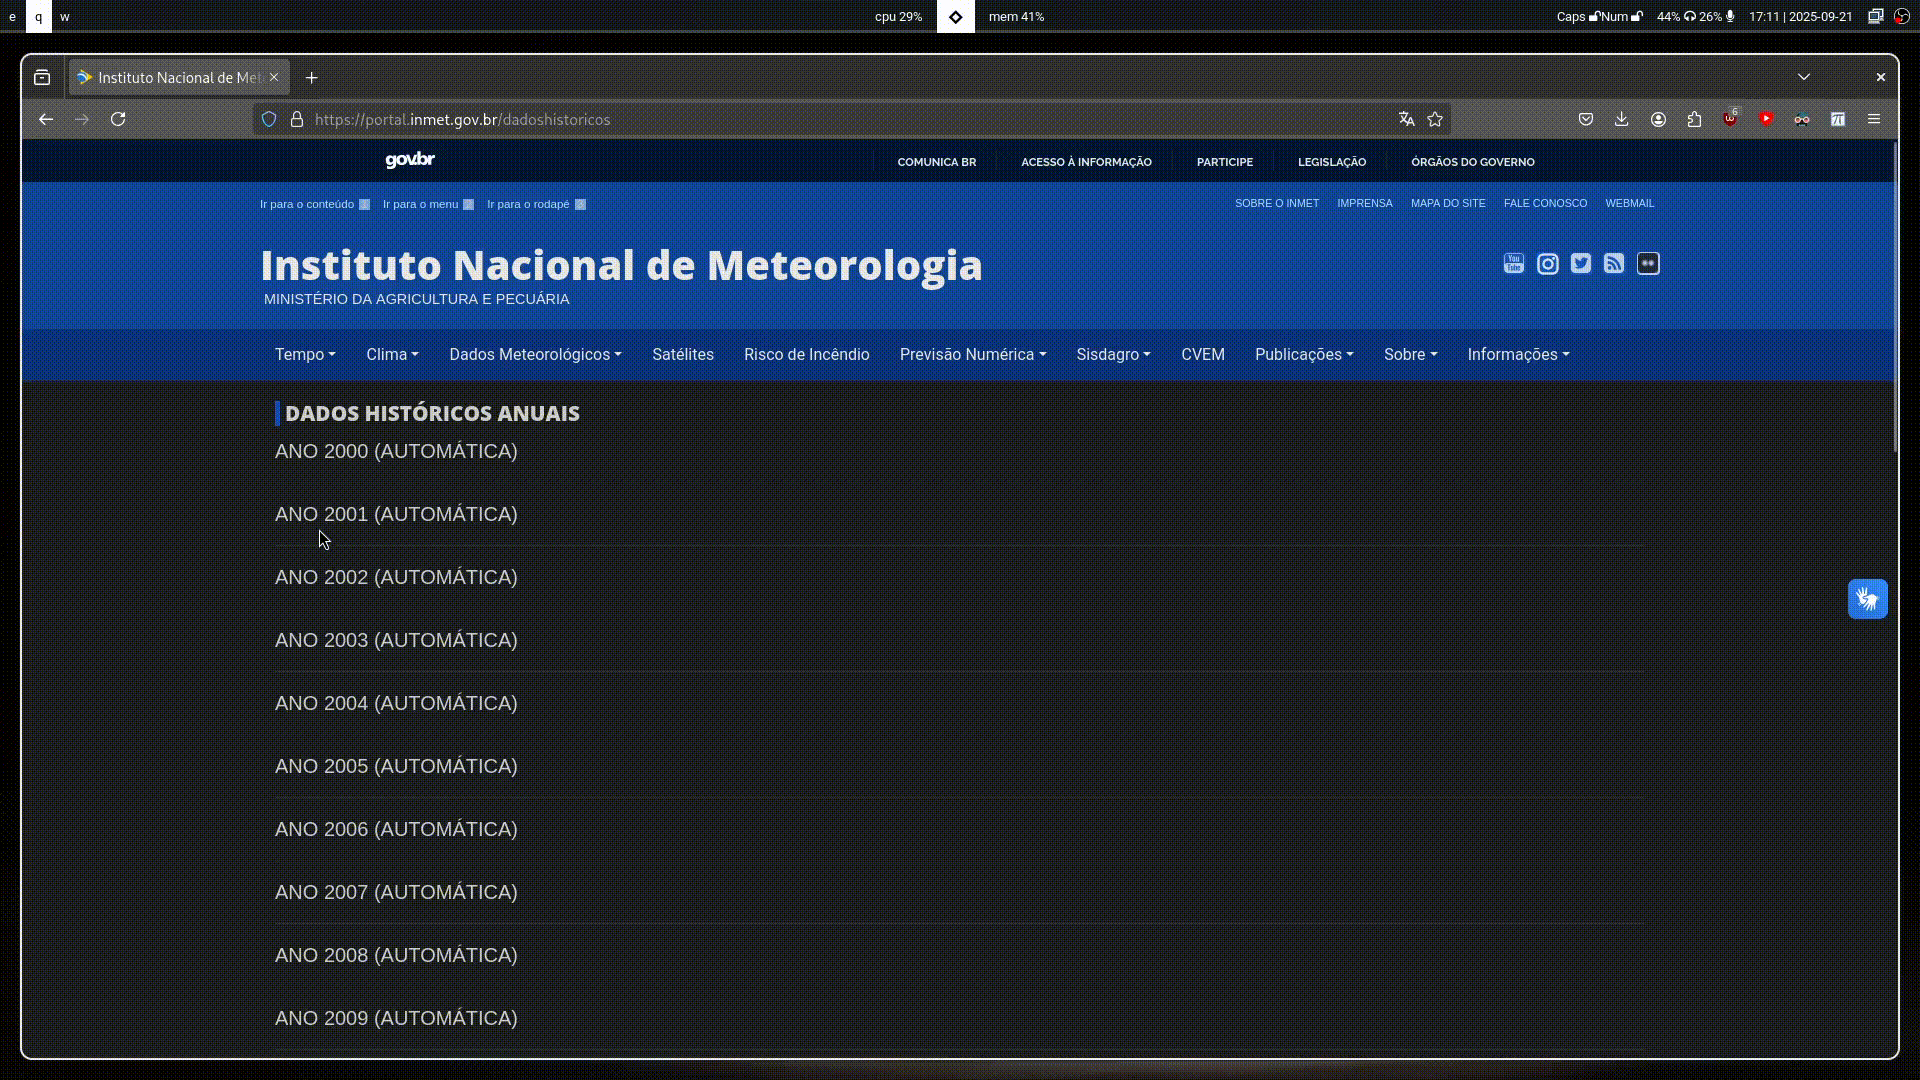 e q w cpu 29% mem 41% Caps Num 44% 26% 17:11 | 2025-09-21
Instituto Nacional de Met
https://portal.inmet.gov.br/dadoshistoricos
6
gov.br COMUNICA BR ACESSO À INFORMAÇÃO PARTICIPE LEGISLAÇÃO ÓRGÃOS DO GOVERNO
Ir para o conteúdo 1 Ir para o menu 2 Ir para o rodapé 3 SOBRE O INMET IMPRENSA MAPA DO SITE FALE CONOSCO WEBMAIL
Instituto Nacional de Meteorologia
You Tube
MINISTÉRIO DA AGRICULTURA E PECUÁRIA
Tempo Clima Dados Meteorológicos Satélites Risco de Incêndio Previsão Numérica Sisdagro CVEM Publicações Sobre Informações
DADOS HISTÓRICOS ANUAIS
ANO 2000 (AUTOMÁTICA)
ANO 2001 (AUTOMÁTICA)
ANO 2002 (AUTOMÁTICA)
ANO 2003 (AUTOMÁTICA)
ANO 2004 (AUTOMÁTICA)
ANO 2005 (AUTOMÁTICA)
ANO 2006 (AUTOMÁTICA)
ANO 2007 (AUTOMÁTICA)
ANO 2008 (AUTOMÁTICA)
ANO 2009 (AUTOMÁTICA)